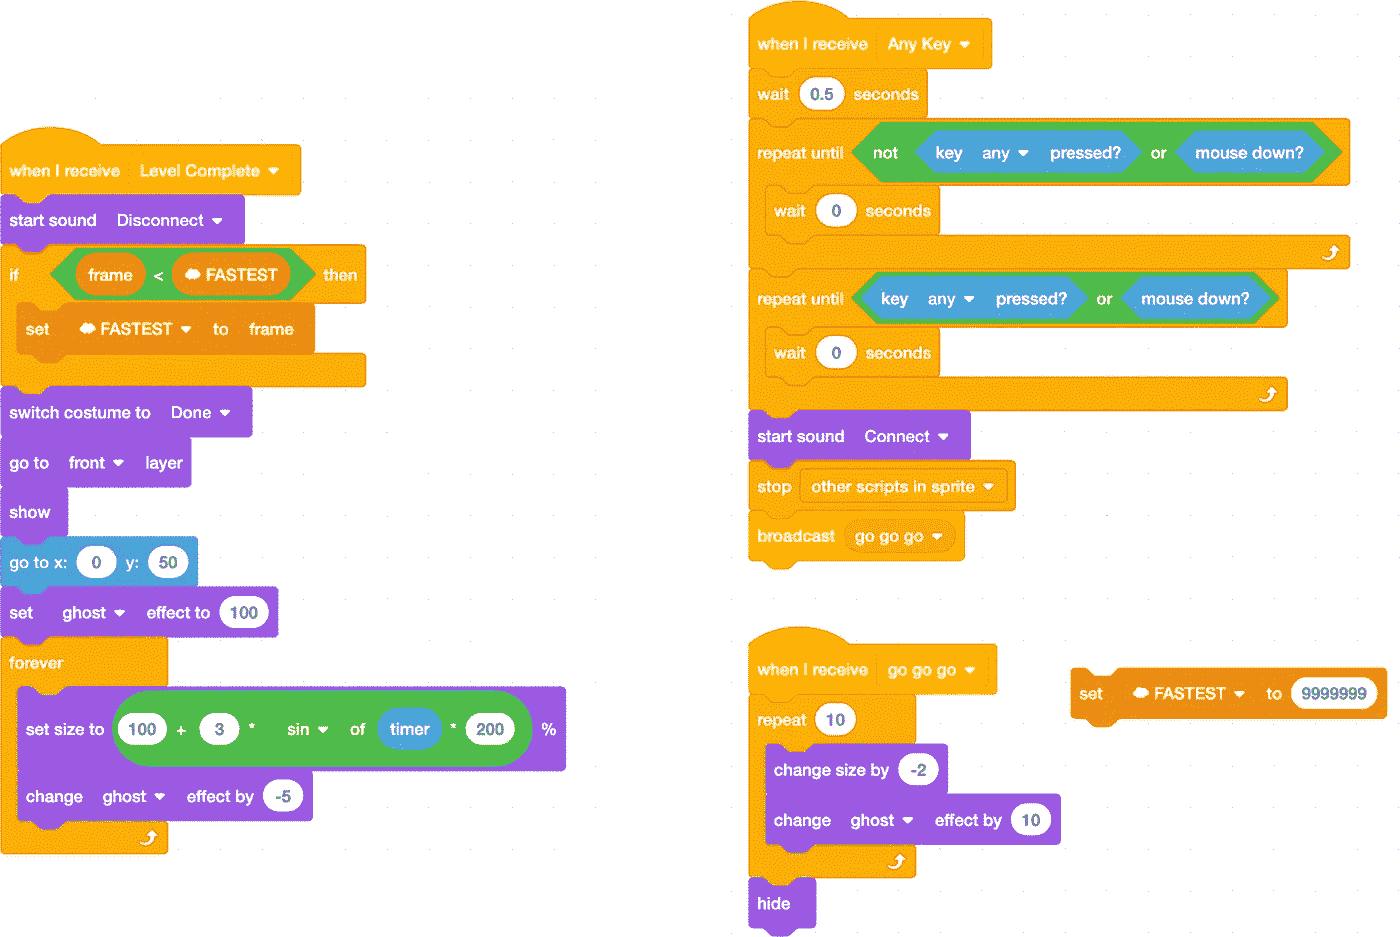 when I receive Level Complete
start sound Disconnect
if frame < FASTEST then
set FASTEST to frame
switch costume to Done
go to front layer
show
go to x: 0 y: 50
set ghost effect to 100
forever
set size to 100 + 3 * sin of timer * 200 %
change ghost effect by -5
when I receive Any Key
wait 0.5 seconds
repeat until not key any pressed? or mouse down?
wait 0 seconds
repeat until key any pressed? or mouse down?
wait 0 seconds
start sound Connect
stop other scripts in sprite
broadcast go go go
when I receive go go go
repeat 10
change size by -2
change ghost effect by 10
hide
set FASTEST to 9999999